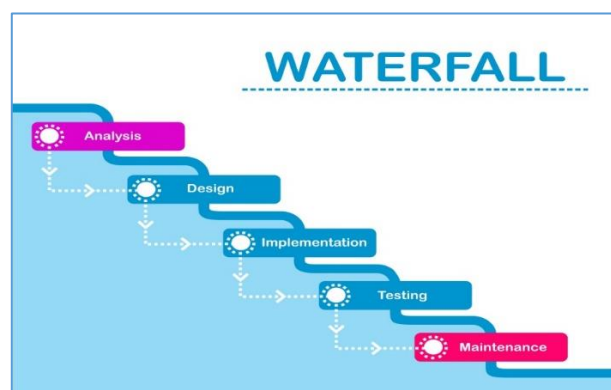 WATERFALL
Analysis
Design
Implementation
Testing
Maintenance